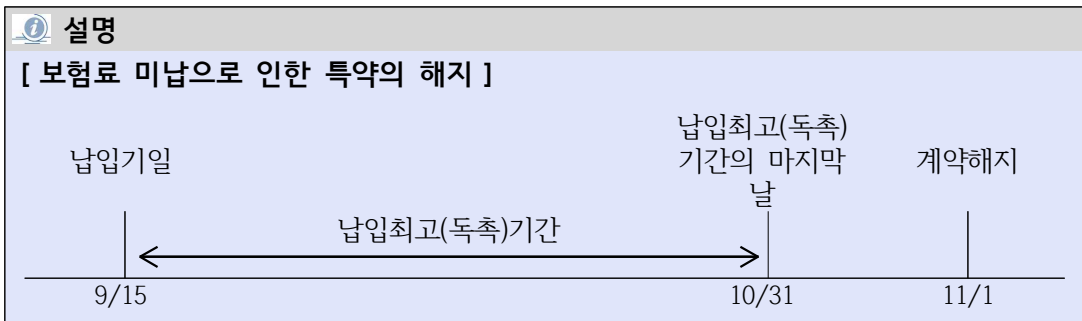 설명
[ 보험료 미납으로 인한 특약의 해지 ]
납입최고(독촉)
납입기일 기간의 마지막 계약해지
날
납입최고(독촉)기간
9/15 10/31 11/1